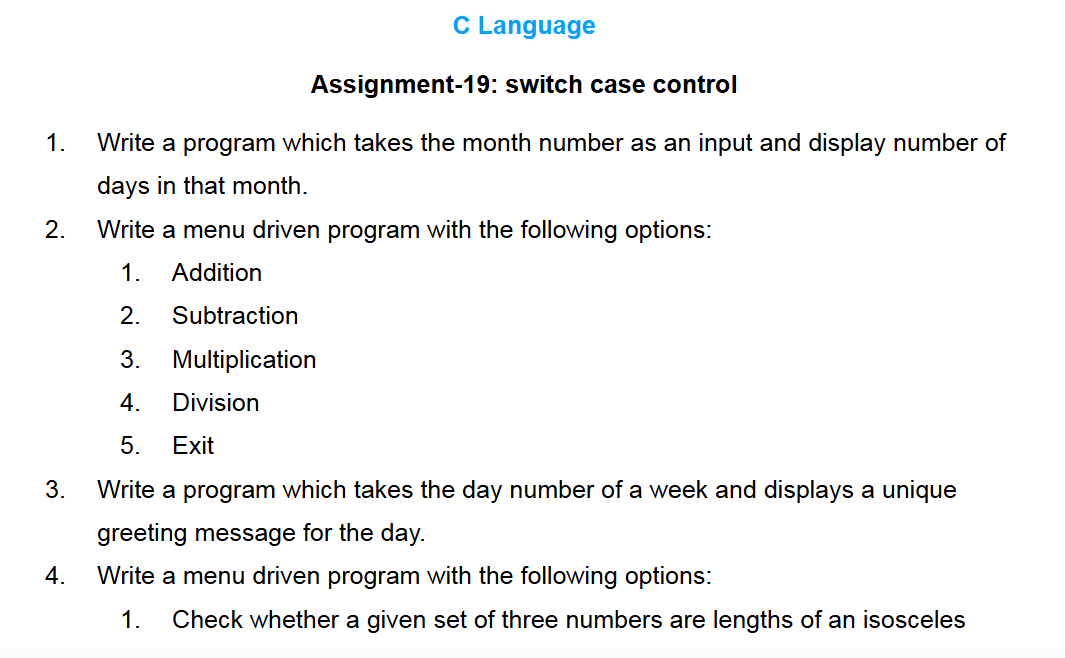 C Language
Assignment-19: switch case control
1. Write a program which takes the month number as an input and display number of
days in that month.
2. Write a menu driven program with the following options:
1. Addition
2. Subtraction
3. Multiplication
4. Division
5. Exit
3. Write a program which takes the day number of a week and displays a unique
greeting message for the day.
4. Write a menu driven program with the following options:
1. Check whether a given set of three numbers are lengths of an isosceles